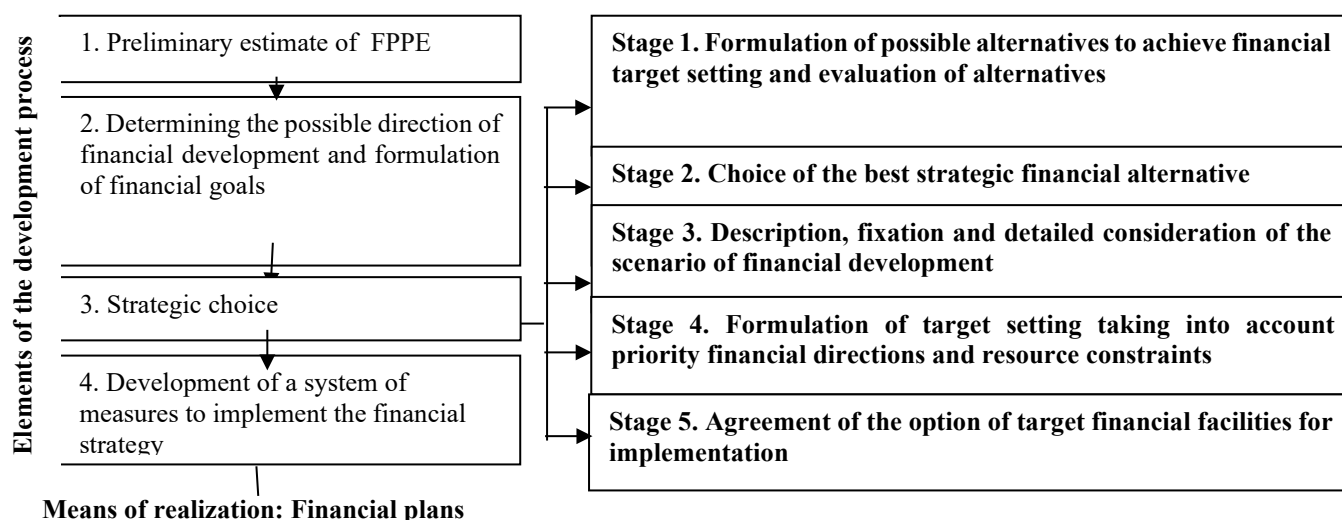 Elements of the development process
1. Preliminary estimate of FPPE
2. Determining the possible direction of
financial development and formulation
of financial goals
3. Strategic choice
4. Development of a system of
measures to implement the financial
strategy
Means of realization: Financial plans
Stage 1. Formulation of possible alternatives to achieve financial
target setting and evaluation of alternatives
Stage 2. Choice of the best strategic financial alternative
Stage 3. Description, fixation and detailed consideration of the
scenario of financial development
Stage 4. Formulation of target setting taking into account
priority financial directions and resource constraints
Stage 5. Agreement of the option of target financial facilities for
implementation